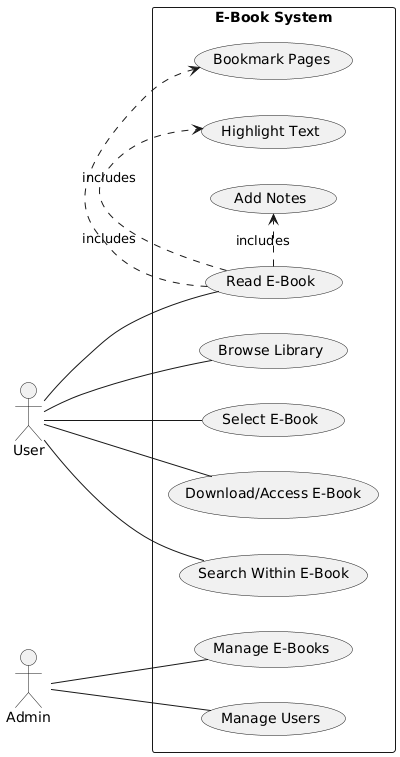 E-Book System
Bookmark Pages
Highlight Text
includes
Add Notes
includes
includes
Read E-Book
Browse Library
Select E-Book
User
Download/Access E-Book
Search Within E-Book
Manage E-Books
Admin
Manage Users